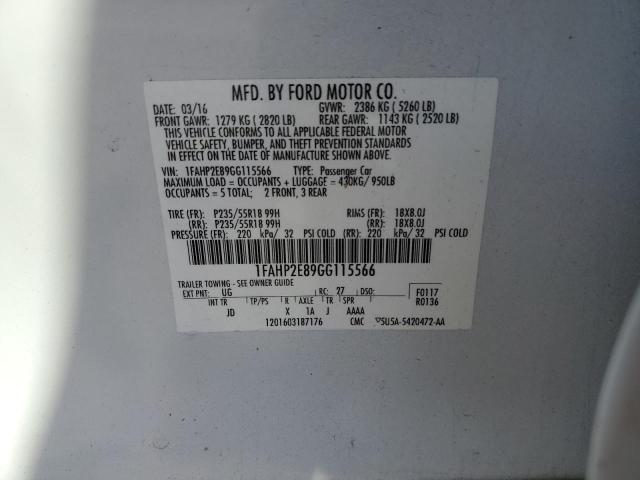 MFD. BY FORD MOTOR CO.
DATE: 03/16 GVWR: 2386 KG ( 5260 LB)
FRONT GAWR: 1279 KG ( 2820 LB) REAR GAWR: 1143 KG ( 2520 LB)
THIS VEHICLE CONFORMS TO ALL APPLICABLE FEDERAL MOTOR
VEHICLE SAFETY, BUMPER, AND THEFT PREVENTION STANDARDS
IN EFFECT ON THE DATE OF MANUFACTURE SHOWN ABOVE.
VIN: 1FAHP2E89GG115566 TYPE: Passenger Car
MAXIMUM LOAD = OCCUPANTS + LUGGAGE = 430KG/ 950LB
OCCUPANTS = 5 TOTAL; 2 FRONT, 3 REAR
TIRE (FR): P235/55R18 99H RIMS (FR): 18X8.0J
(RR): P235/55R18 99H (RR): 18X8.0J
PRESSURE (FR): 220 kPa/ 32 PSI COLD (RR): 220 kPa/ 32 PSI COLD
1FAHP2E89GG115566
TRAILER TOWING - SEE OWNER GUIDE
EXT PNT: UG RC: 27 DSO: F0117
INT TR TP/PS R AXLE TR SPR R0136
JD X 1A J AAAA
1201603187176 CMC 5U5A-5420472-AA